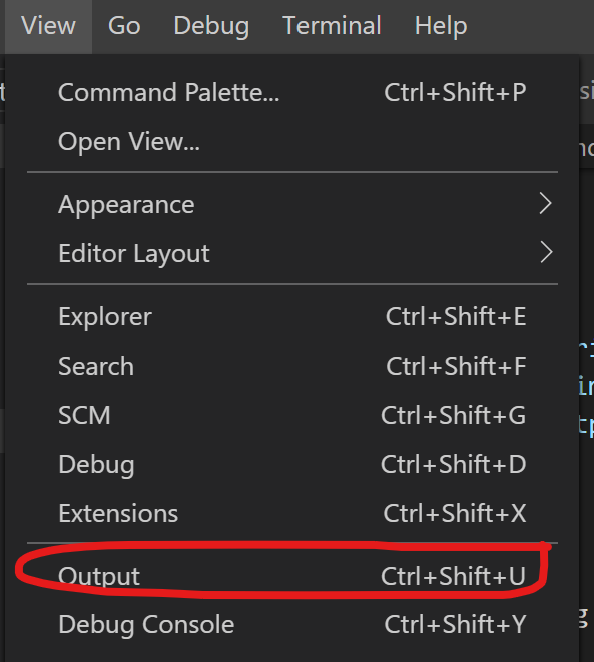 View Go Debug Terminal Help
Command Palette... Ctrl+Shift+P
Open View...
Appearance
Editor Layout
Explorer Ctrl+Shift+E
Search Ctrl+Shift+F
SCM Ctrl+Shift+G
Debug Ctrl+Shift+D
Extensions Ctrl+Shift+X
Output Ctrl+Shift+U
Debug Console Ctrl+Shift+Y